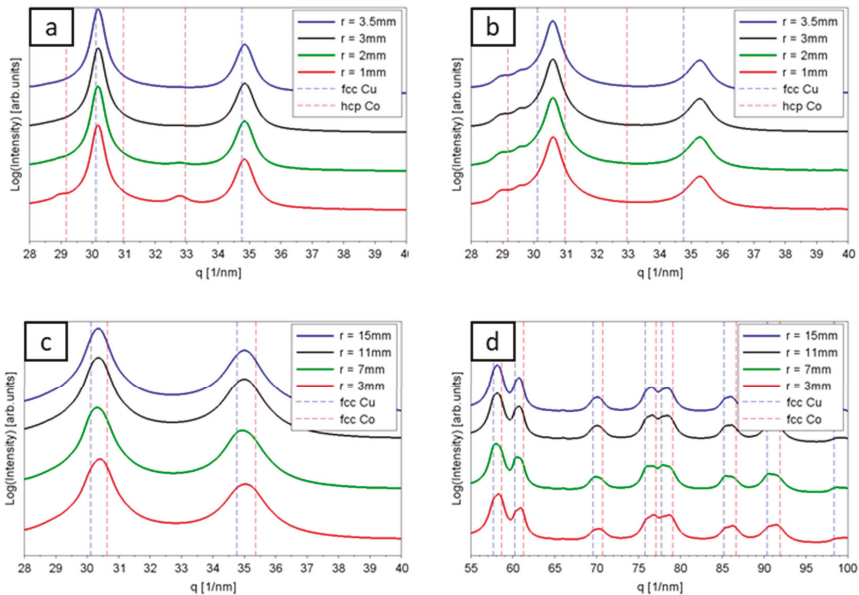 a
r = 3.5mm
r = 3mm
r = 2mm
r = 1mm
fcc Cu
hcp Co
Log(Intensity) [arb.units]
28 29 30 31 32 33 34 35 36 37 38 39 40
q [1/nm]
b
r = 3.5mm
r = 3mm
r = 2mm
r = 1mm
fcc Cu
hcp Co
Log(Intensity) [arb.units]
28 29 30 31 32 33 34 35 36 37 38 39 40
q [1/nm]
c
r = 15mm
r = 11mm
r = 7mm
r = 3mm
fcc Cu
fcc Co
Log(Intensity) [arb.units]
28 29 30 31 32 33 34 35 36 37 38 39 40
q [1/nm]
d
r = 15mm
r = 11mm
r = 7mm
r = 3mm
fcc Cu
fcc Co
Log(Intensity) [arb.units]
55 60 65 70 75 80 85 90 95 100
q [1/nm]